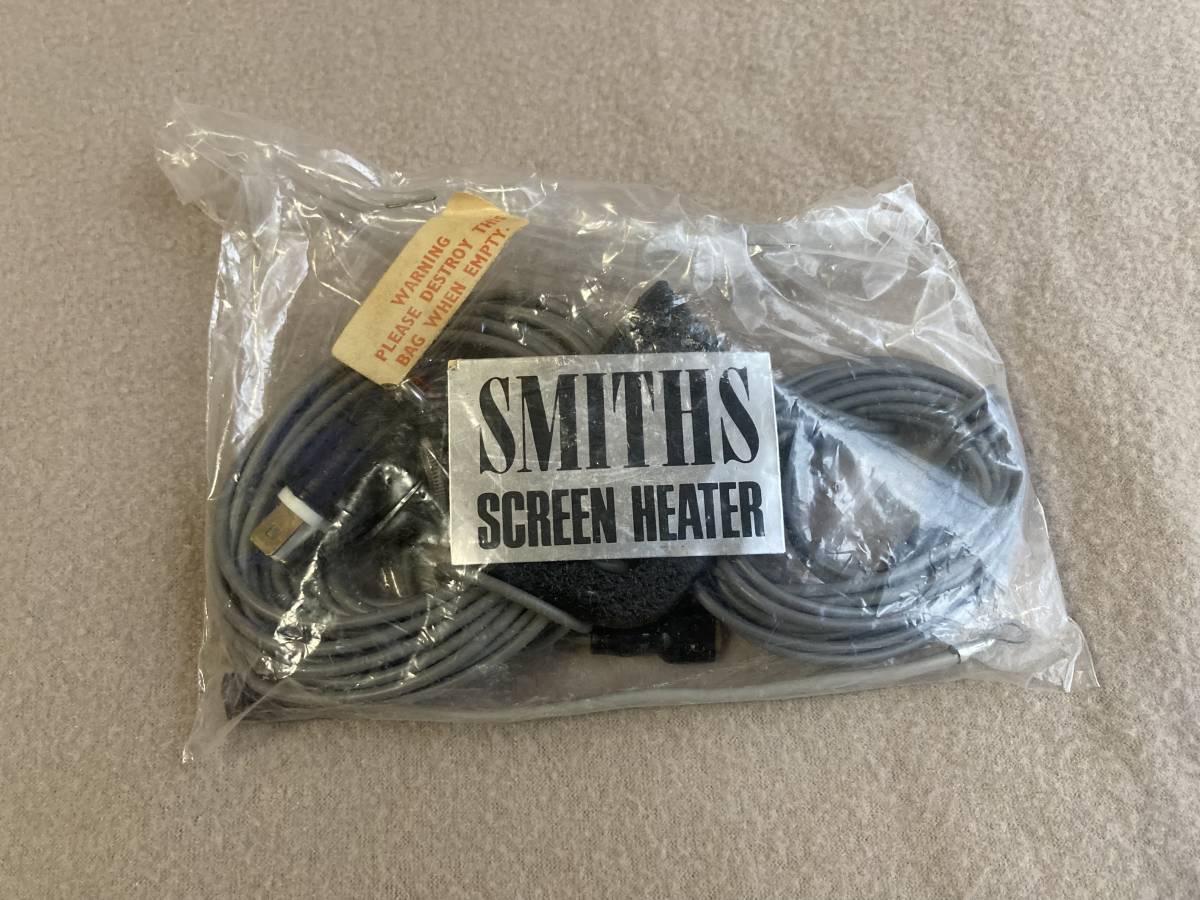 WARNING
PLEASE DESTROY THIS
BAG WHEN EMPTY.
SMITHS
SCREEN HEATER